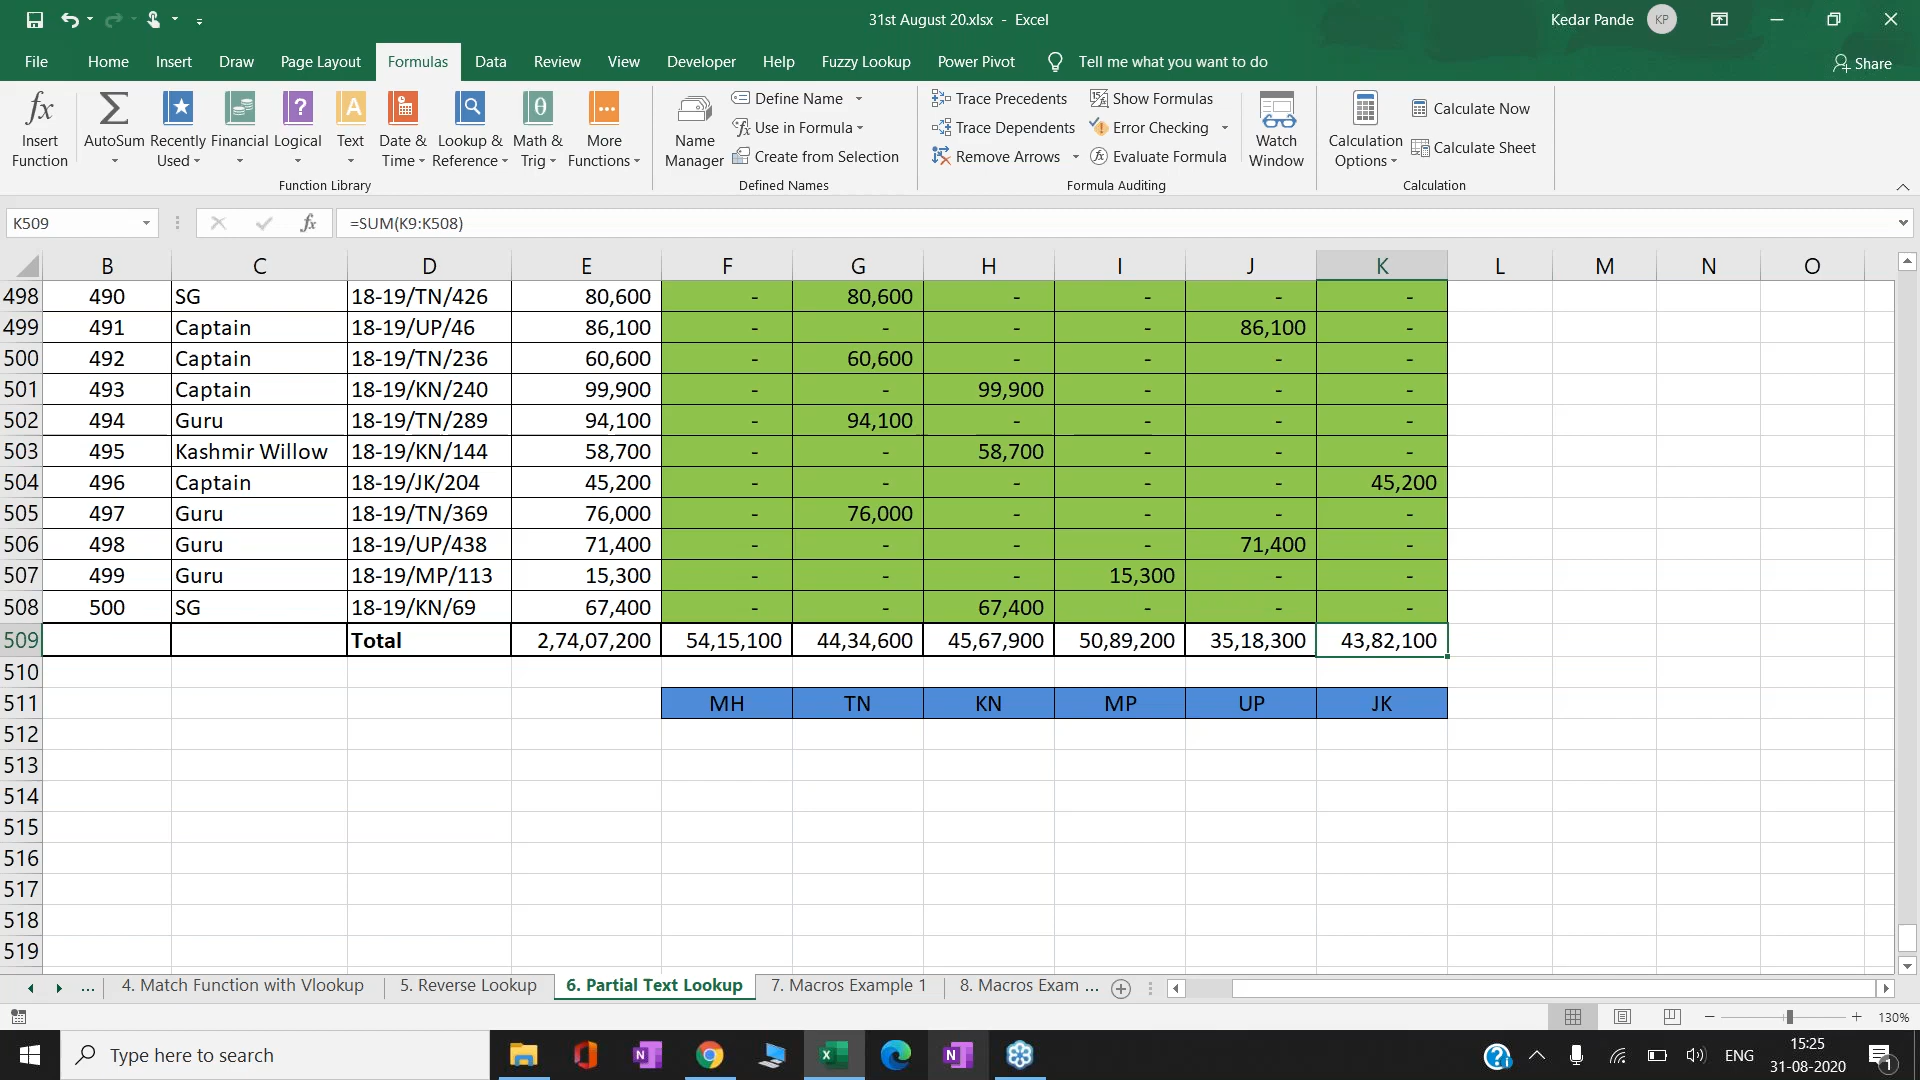 31st August 20.xlsx - Excel
Kedar Pande KP
File Home Insert Draw Page Layout Formulas Data Review View Developer Help Fuzzy Lookup Power Pivot Tell me what you want to do Share
Insert Function
AutoSum
Recently Used
Financial
Logical
Text
Date & Time
Lookup & Reference
Math & Trig
More Functions
Function Library
Name Manager
Define Name
Use in Formula
Create from Selection
Defined Names
Trace Precedents
Trace Dependents
Remove Arrows
Show Formulas
Error Checking
Evaluate Formula
Formula Auditing
Watch Window
Calculation Options
Calculate Now
Calculate Sheet
Calculation
K509 fx =SUM(K9:K508)
B C D E F G H I J K L M N O
498 490 SG 18-19/TN/426 80,600 - 80,600 - - - -
499 491 Captain 18-19/UP/46 86,100 - - - - 86,100 -
500 492 Captain 18-19/TN/236 60,600 - 60,600 - - - -
501 493 Captain 18-19/KN/240 99,900 - - 99,900 - - -
502 494 Guru 18-19/TN/289 94,100 - 94,100 - - - -
503 495 Kashmir Willow 18-19/KN/144 58,700 - - 58,700 - - -
504 496 Captain 18-19/JK/204 45,200 - - - - - 45,200
505 497 Guru 18-19/TN/369 76,000 - 76,000 - - - -
506 498 Guru 18-19/UP/438 71,400 - - - - 71,400 -
507 499 Guru 18-19/MP/113 15,300 - - - 15,300 - -
508 500 SG 18-19/KN/69 67,400 - - 67,400 - - -
509 Total 2,74,07,200 54,15,100 44,34,600 45,67,900 50,89,200 35,18,300 43,82,100
510
511 MH TN KN MP UP JK
512
513
514
515
516
517
518
519
... 4. Match Function with Vlookup 5. Reverse Lookup 6. Partial Text Lookup 7. Macros Example 1 8. Macros Exam ...
130%
Type here to search
ENG
15:25
31-08-2020
1